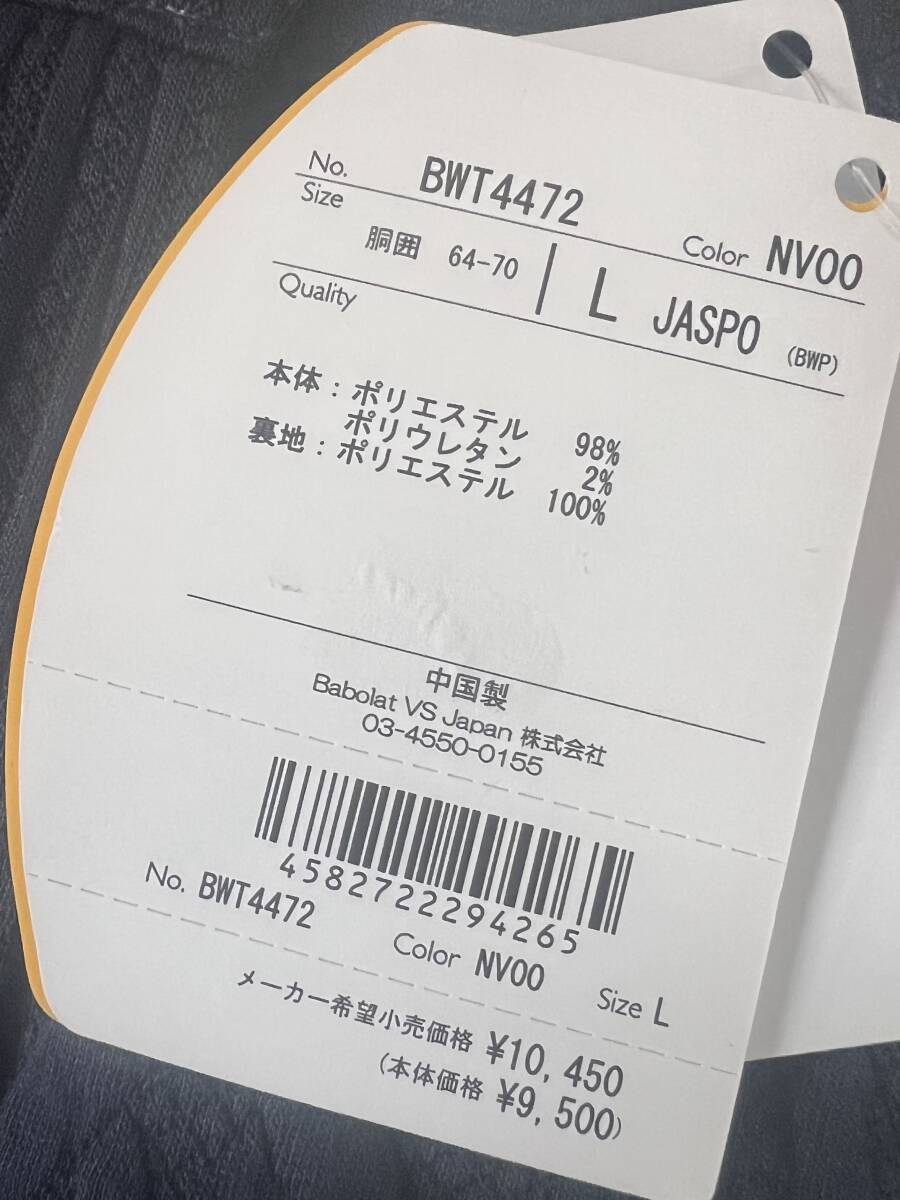 No. BWT4472 Color NV00
Size
胴囲 64-70 L JASPO (BWP)
Quality
本体：ポリエステル 98%
ポリウレタン 2%
裏地：ポリエステル 100%
中国製
Babolat VS Japan 株式会社
03-4550-0155
4582722294265
No. BWT4472 Color NV00 Size L
メーカー希望小売価格 ¥10,450
(本体価格 ¥9,500)